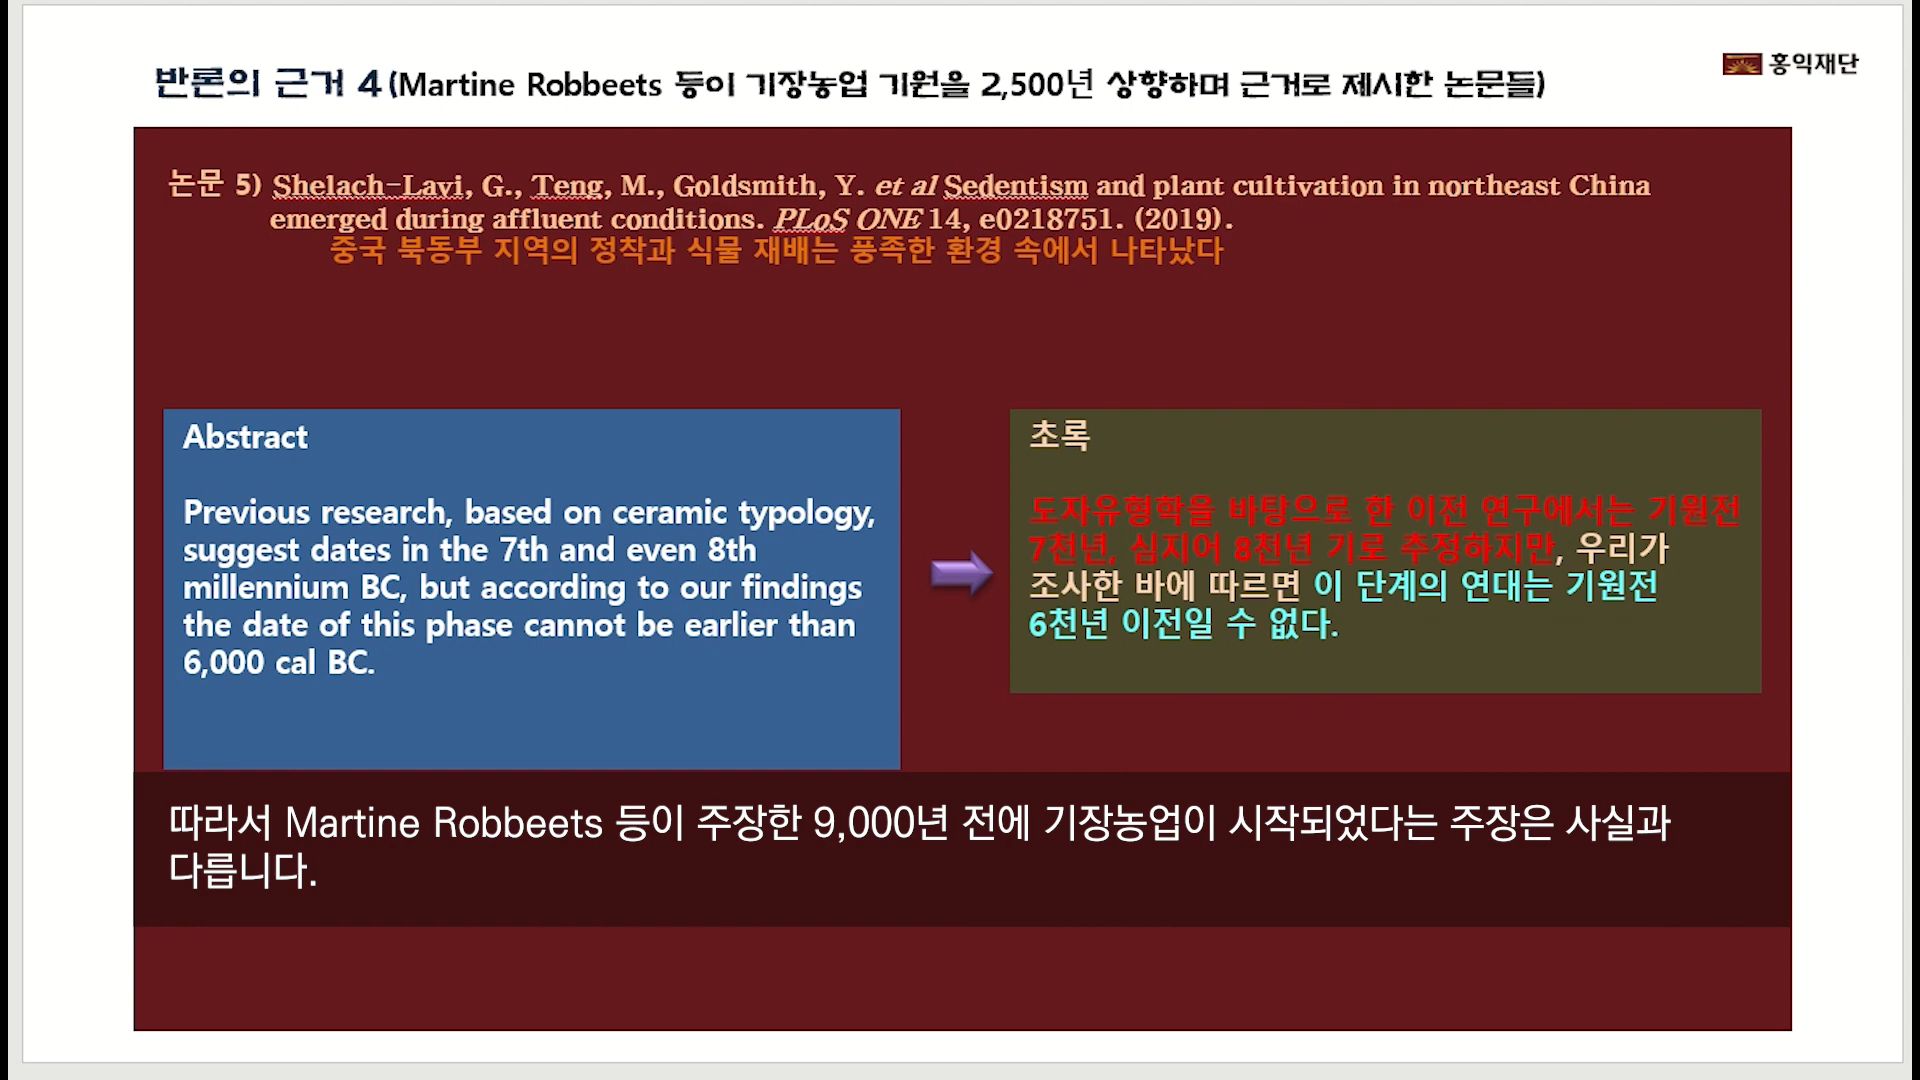 홍익재단
반론의 근거 4 (Martine Robbeets 등이 기장농업 기원을 2,500년 상향하며 근거로 제시한 논문들)
논문 5) Shelach-Lavi, G., Teng, M., Goldsmith, Y. et al Sedentism and plant cultivation in northeast China
emerged during affluent conditions. PLoS ONE 14, e0218751. (2019).
중국 북동부 지역의 정착과 식물 재배는 풍족한 환경 속에서 나타났다
Abstract
Previous research, based on ceramic typology,
suggest dates in the 7th and even 8th
millennium BC, but according to our findings
the date of this phase cannot be earlier than
6,000 cal BC.
초록
도자유형학을 바탕으로 한 이전 연구에서는 기원전
7천년, 심지어 8천년 기로 추정하지만, 우리가
조사한 바에 따르면 이 단계의 연대는 기원전
6천년 이전일 수 없다.
따라서 Martine Robbeets 등이 주장한 9,000년 전에 기장농업이 시작되었다는 주장은 사실과
다릅니다.